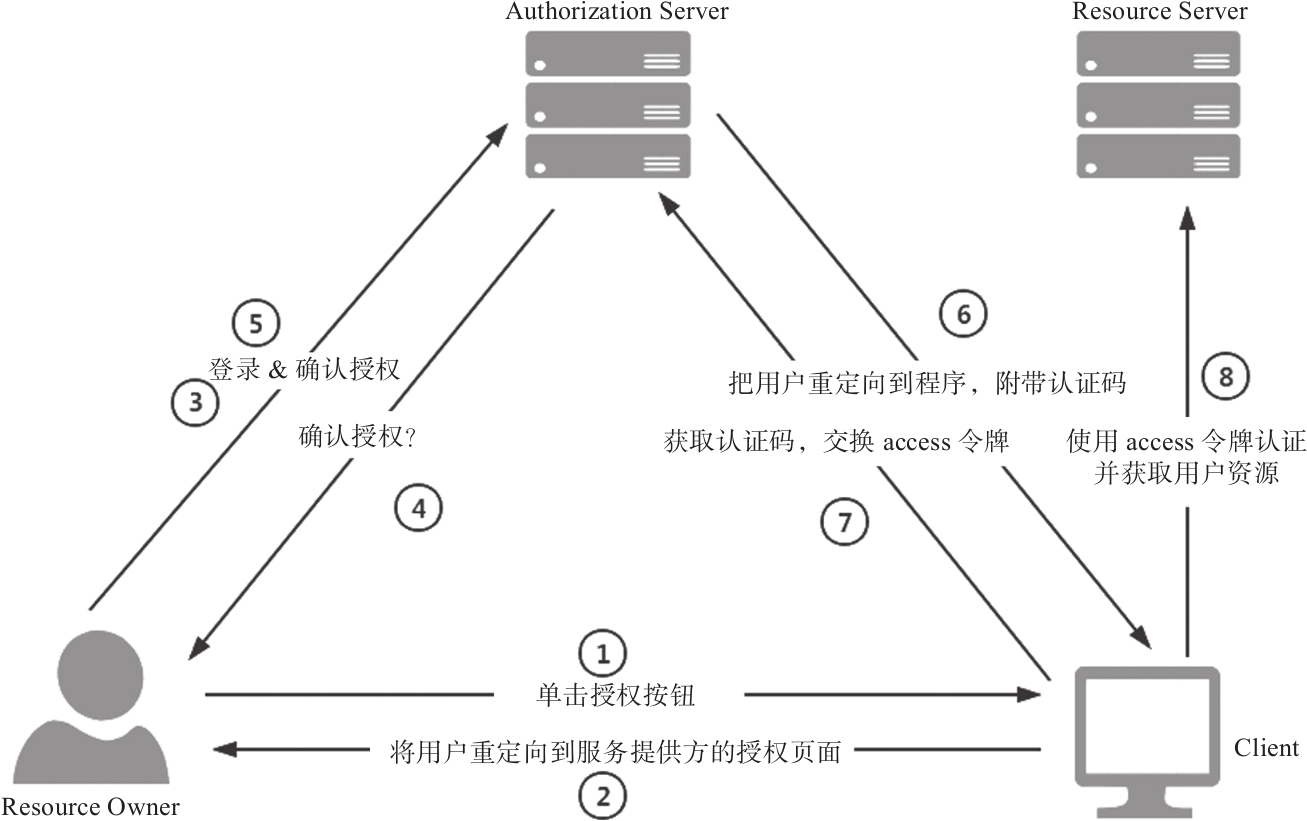 Authorization Server
Resource Server
⑤
登录 & 确认授权
③
确认授权?
④
⑥
把用户重定向到程序，附带认证码
获取认证码，交换 access 令牌
⑦
⑧
使用 access 令牌认证
并获取用户资源
①
单击授权按钮
将用户重定向到服务提供方的授权页面
②
Client
Resource Owner